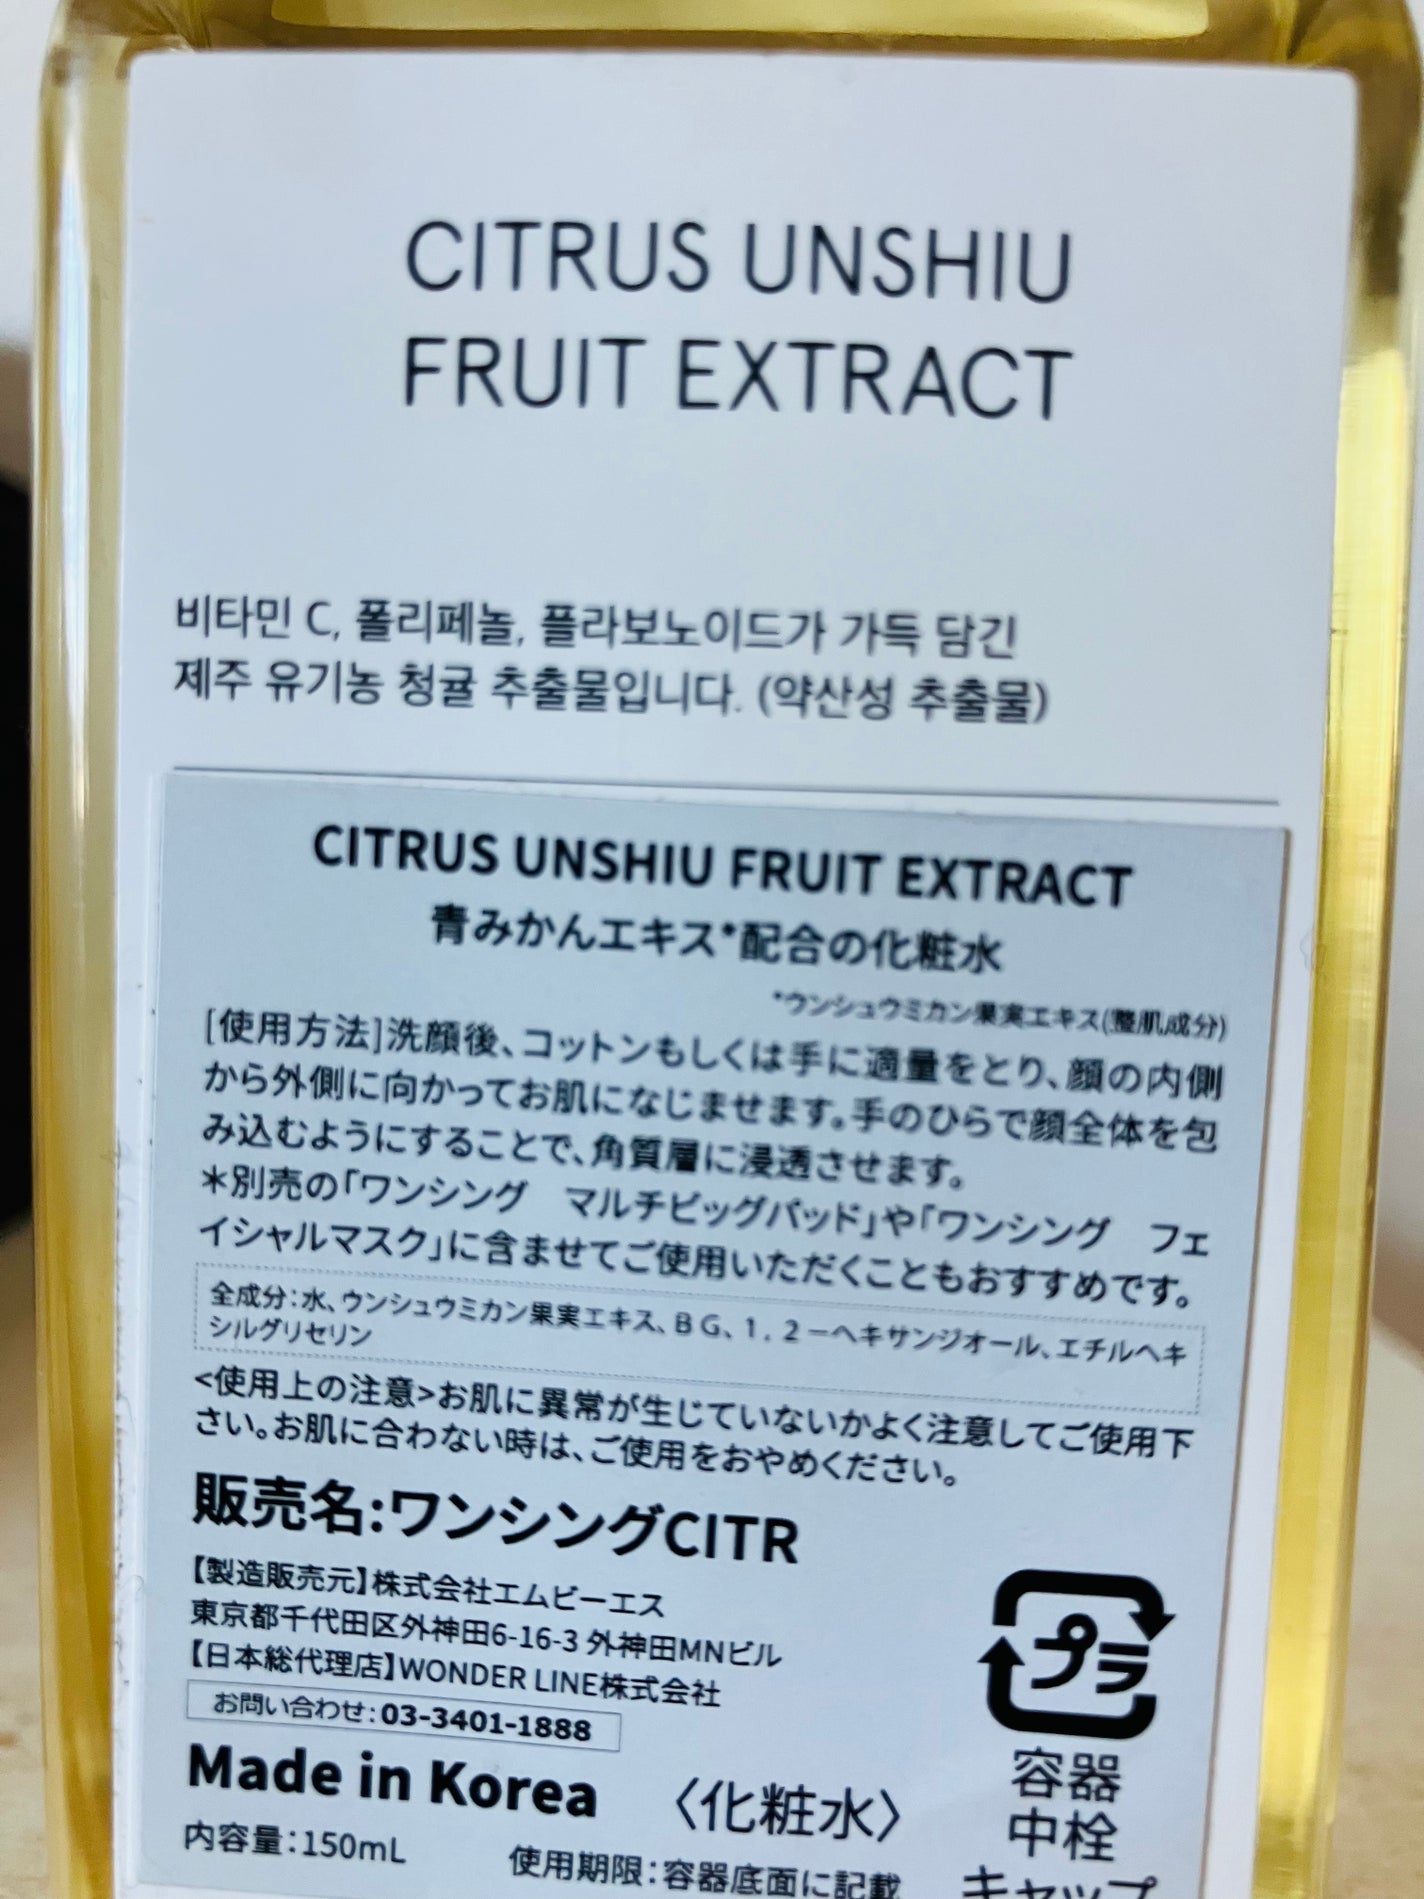 CITRUS UNSHIU
FRUIT EXTRACT
비타민 C, 폴리페놀, 플라보노이드가 가득 담긴
제주 유기농 청귤 추출물입니다. (약산성 추출물)
CITRUS UNSHIU FRUIT EXTRACT
青みかんエキス*配合の化粧水
*ウンシュウミカン果実エキス(整肌成分)
[使用方法]洗顔後、コットンもしくは手に適量をとり、顔の内側
から外側に向かってお肌になじませます。手のひらで顔全体を包
み込むようにすることで、角質層に浸透させます。
＊別売の「ワンシング　マルチビッグパッド」や「ワンシング　フェ
イシャルマスク」に含ませてご使用いただくこともおすすめです。
全成分：水、ウンシュウミカン果実エキス、ＢＧ、１，２－ヘキサンジオール、エチルヘキ
シルグリセリン
<使用上の注意>お肌に異常が生じていないかよく注意してご使用下
さい。お肌に合わない時は、ご使用をおやめください。
販売名:ワンシングCITR
【製造販売元】株式会社エムビーエス
東京都千代田区外神田6-16-3 外神田MNビル
【日本総代理店】WONDER LINE株式会社
お問い合わせ：03-3401-1888
Made in Korea 〈化粧水〉
内容量：150mL 使用期限：容器底面に記載
プラ
容器
中栓
キャップ